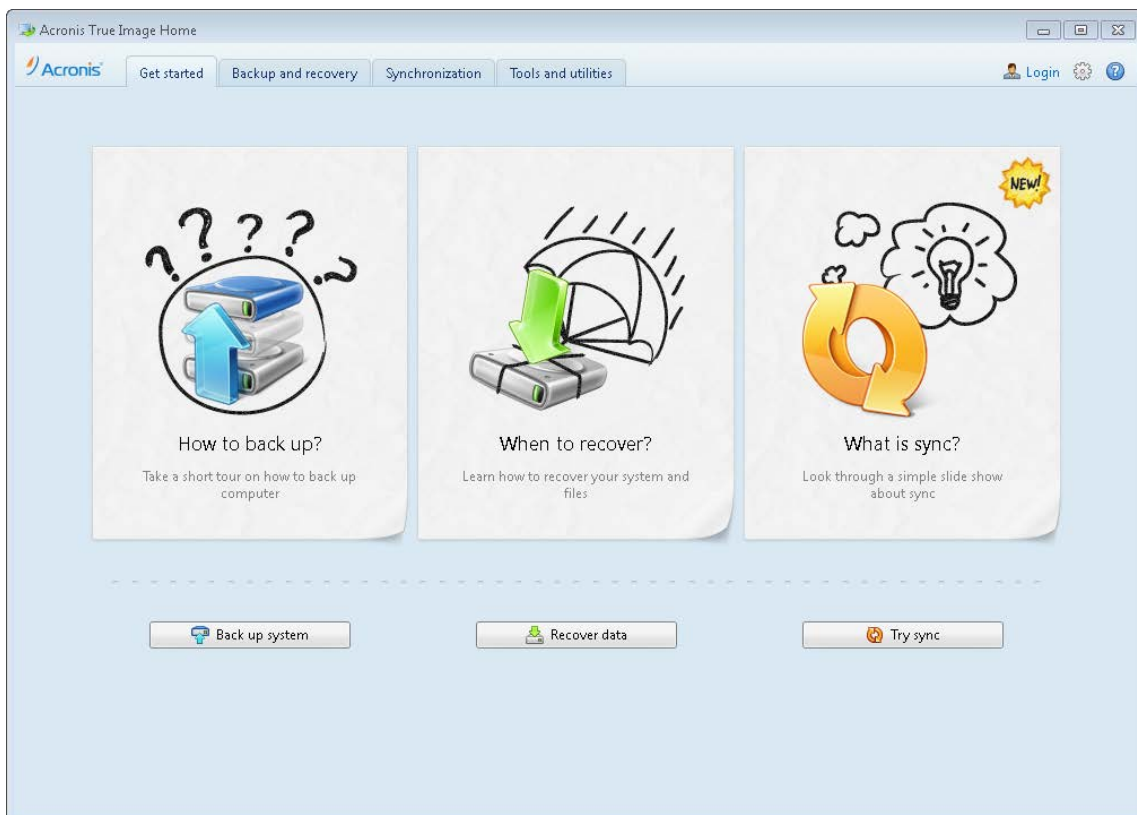 Acronis True Image Home
Acronis
Get started
Backup and recovery
Synchronization
Tools and utilities
Login
?
NEW!
? ? ? ? ?
How to back up?
Take a short tour on how to back up
computer
When to recover?
Learn how to recover your system and
files
What is sync?
Look through a simple slide show
about sync
Back up system
Recover data
Try sync